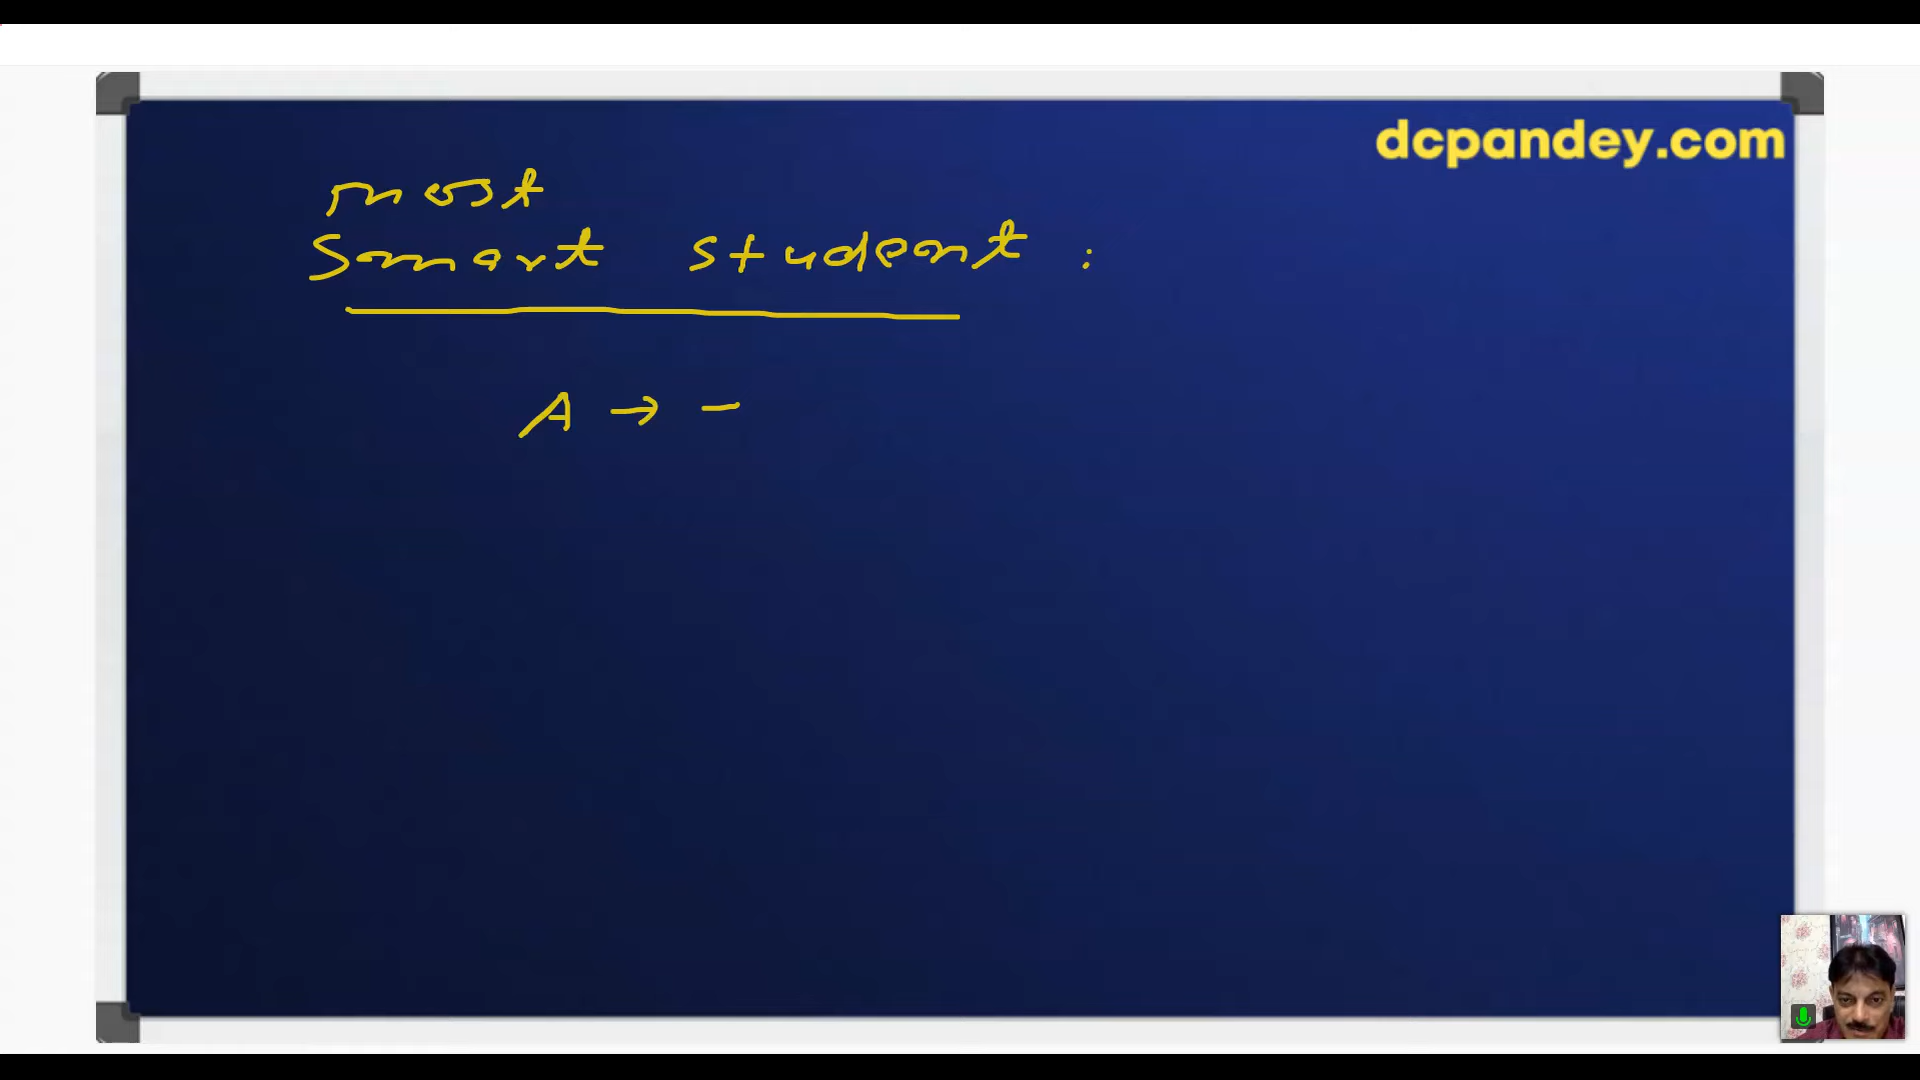 dcpandey.com
most
Smart student :
A → -